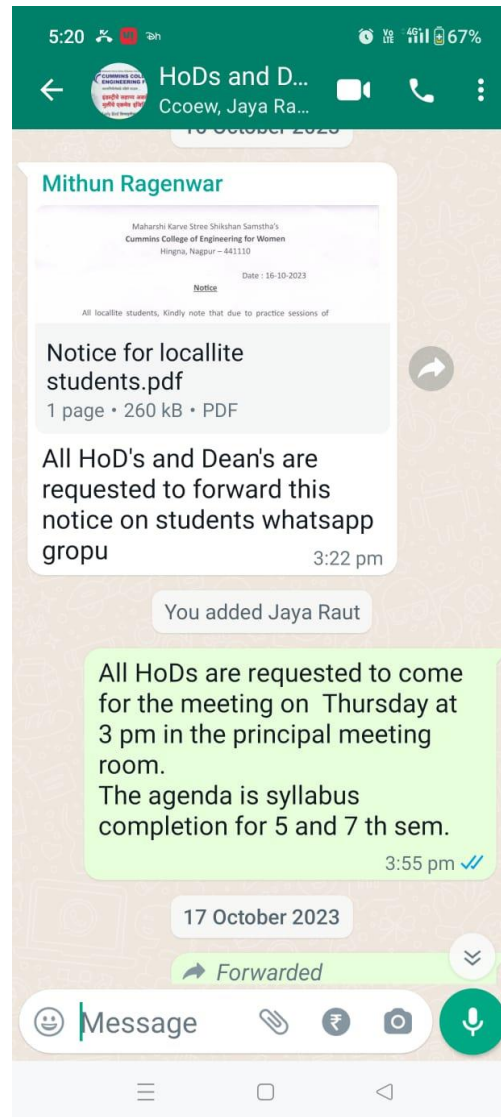 5:20 67%
HoDs and D...
Ccoew, Jaya Ra...
16 October 2023
Mithun Ragenwar
Maharshi Karve Stree Shikshan Samstha's
Cummins College of Engineering for Women
Hingna, Nagpur – 441110
Date : 16-10-2023
Notice
All locallite students, Kindly note that due to practice sessions of
Notice for locallite
students.pdf
1 page • 260 kB • PDF
All HoD's and Dean's are
requested to forward this
notice on students whatsapp
gropu
3:22 pm
You added Jaya Raut
All HoDs are requested to come
for the meeting on Thursday at
3 pm in the principal meeting
room.
The agenda is syllabus
completion for 5 and 7 th sem.
3:55 pm
17 October 2023
Forwarded
Message